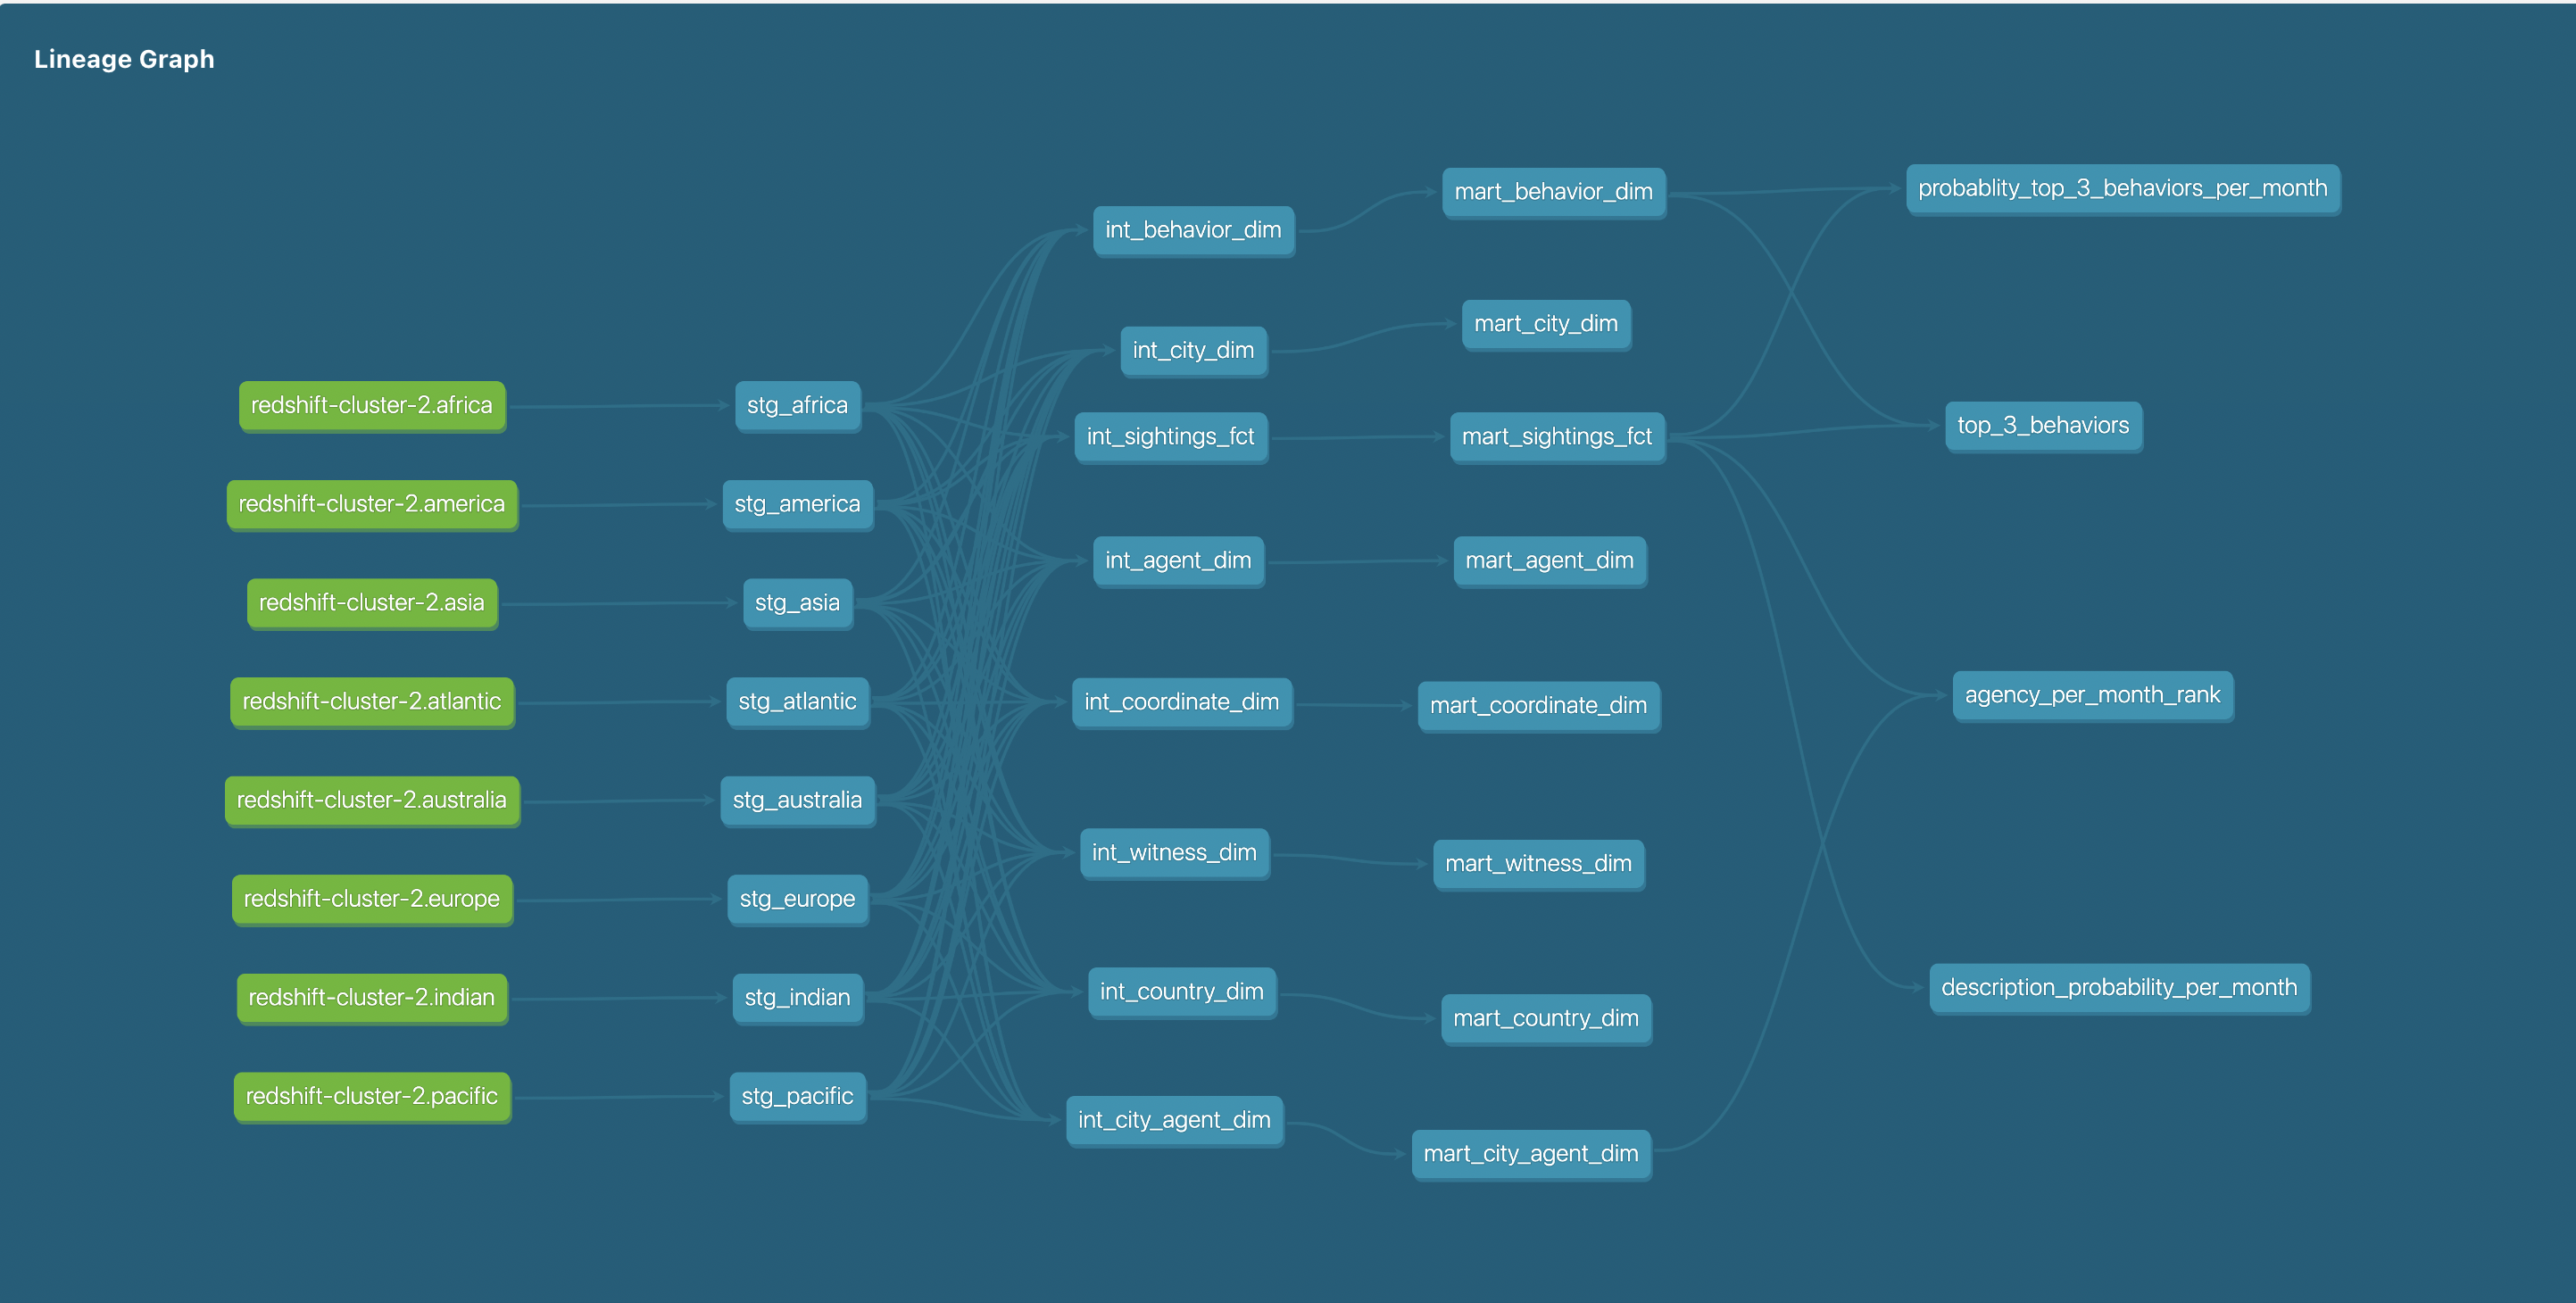 Lineage Graph
redshift-cluster-2.africa
redshift-cluster-2.america
redshift-cluster-2.asia
redshift-cluster-2.atlantic
redshift-cluster-2.australia
redshift-cluster-2.europe
redshift-cluster-2.indian
redshift-cluster-2.pacific
stg_africa
stg_america
stg_asia
stg_atlantic
stg_australia
stg_europe
stg_indian
stg_pacific
int_behavior_dim
int_city_dim
int_sightings_fct
int_agent_dim
int_coordinate_dim
int_witness_dim
int_country_dim
int_city_agent_dim
mart_behavior_dim
mart_city_dim
mart_sightings_fct
mart_agent_dim
mart_coordinate_dim
mart_witness_dim
mart_country_dim
mart_city_agent_dim
probablity_top_3_behaviors_per_month
top_3_behaviors
agency_per_month_rank
description_probability_per_month